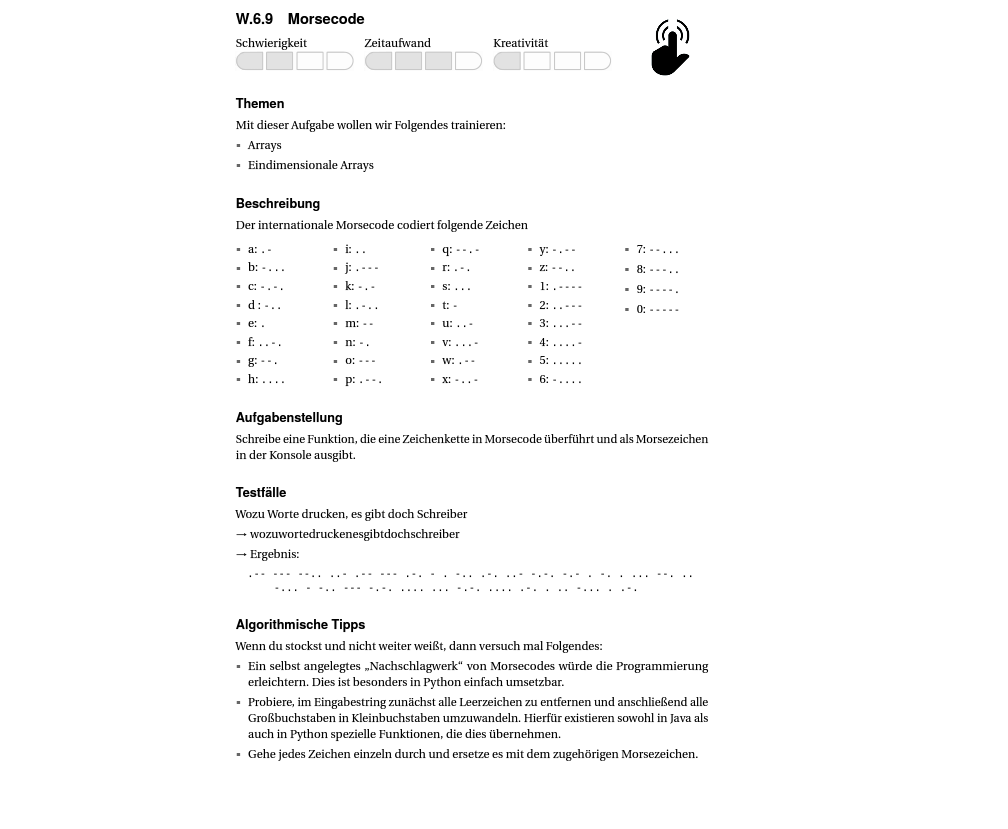 W.6.9 Morsecode
Schwierigkeit Zeitaufwand Kreativität
Themen
Mit dieser Aufgabe wollen wir Folgendes trainieren:
▪ Arrays
▪ Eindimensionale Arrays
Beschreibung
Der internationale Morsecode codiert folgende Zeichen
▪ a: . -
▪ b: - . . .
▪ c: - . - .
▪ d : - . .
▪ e: .
▪ f: . . - .
▪ g: - - .
▪ h: . . . .
▪ i: . .
▪ j: . - - -
▪ k: - . -
▪ l: . - . .
▪ m: - -
▪ n: - .
▪ o: - - -
▪ p: . - - .
▪ q: - - . -
▪ r: . - .
▪ s: . . .
▪ t: -
▪ u: . . -
▪ v: . . . -
▪ w: . - -
▪ x: - . . -
▪ y: - . - -
▪ z: - - . .
▪ 1: . - - - -
▪ 2: . . - - -
▪ 3: . . . - -
▪ 4: . . . . -
▪ 5: . . . . .
▪ 6: - . . . .
▪ 7: - - . . .
▪ 8: - - - . .
▪ 9: - - - - .
▪ 0: - - - - -
Aufgabenstellung
Schreibe eine Funktion, die eine Zeichenkette in Morsecode überführt und als Morsezeichen
in der Konsole ausgibt.
Testfälle
Wozu Worte drucken, es gibt doch Schreiber
→ wozuwortedruckenesgibtdochschreiber
→ Ergebnis:
.-- --- --.. ..- .-- --- .-. - . -.. .-. ..- -.-. -.- . -. . ... --. ..
-... - -.. --- -.-. .... ... -.-. .... .-. . .. -... . .-.
Algorithmische Tipps
Wenn du stockst und nicht weiter weißt, dann versuch mal Folgendes:
▪ Ein selbst angelegtes „Nachschlagwerk“ von Morsecodes würde die Programmierung
erleichtern. Dies ist besonders in Python einfach umsetzbar.
▪ Probiere, im Eingabestring zunächst alle Leerzeichen zu entfernen und anschließend alle
Großbuchstaben in Kleinbuchstaben umzuwandeln. Hierfür existieren sowohl in Java als
auch in Python spezielle Funktionen, die dies übernehmen.
▪ Gehe jedes Zeichen einzeln durch und ersetze es mit dem zugehörigen Morsezeichen.